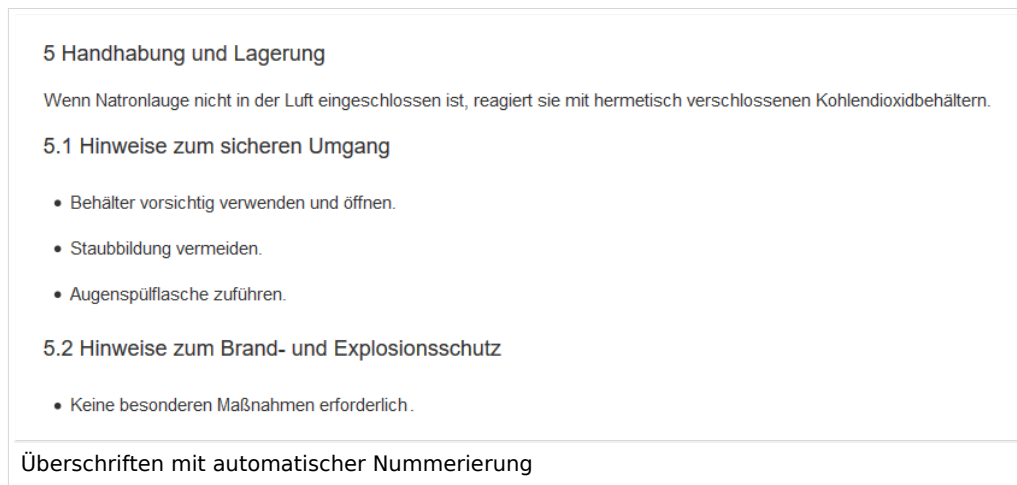 5 Handhabung und Lagerung
Wenn Natronlauge nicht in der Luft eingeschlossen ist, reagiert sie mit hermetisch verschlossenen Kohlendioxidbehältern.
5.1 Hinweise zum sicheren Umgang
• Behälter vorsichtig verwenden und öffnen.
• Staubbildung vermeiden.
• Augenspülflasche zuführen.
5.2 Hinweise zum Brand- und Explosionsschutz
• Keine besonderen Maßnahmen erforderlich.
Überschriften mit automatischer Nummerierung